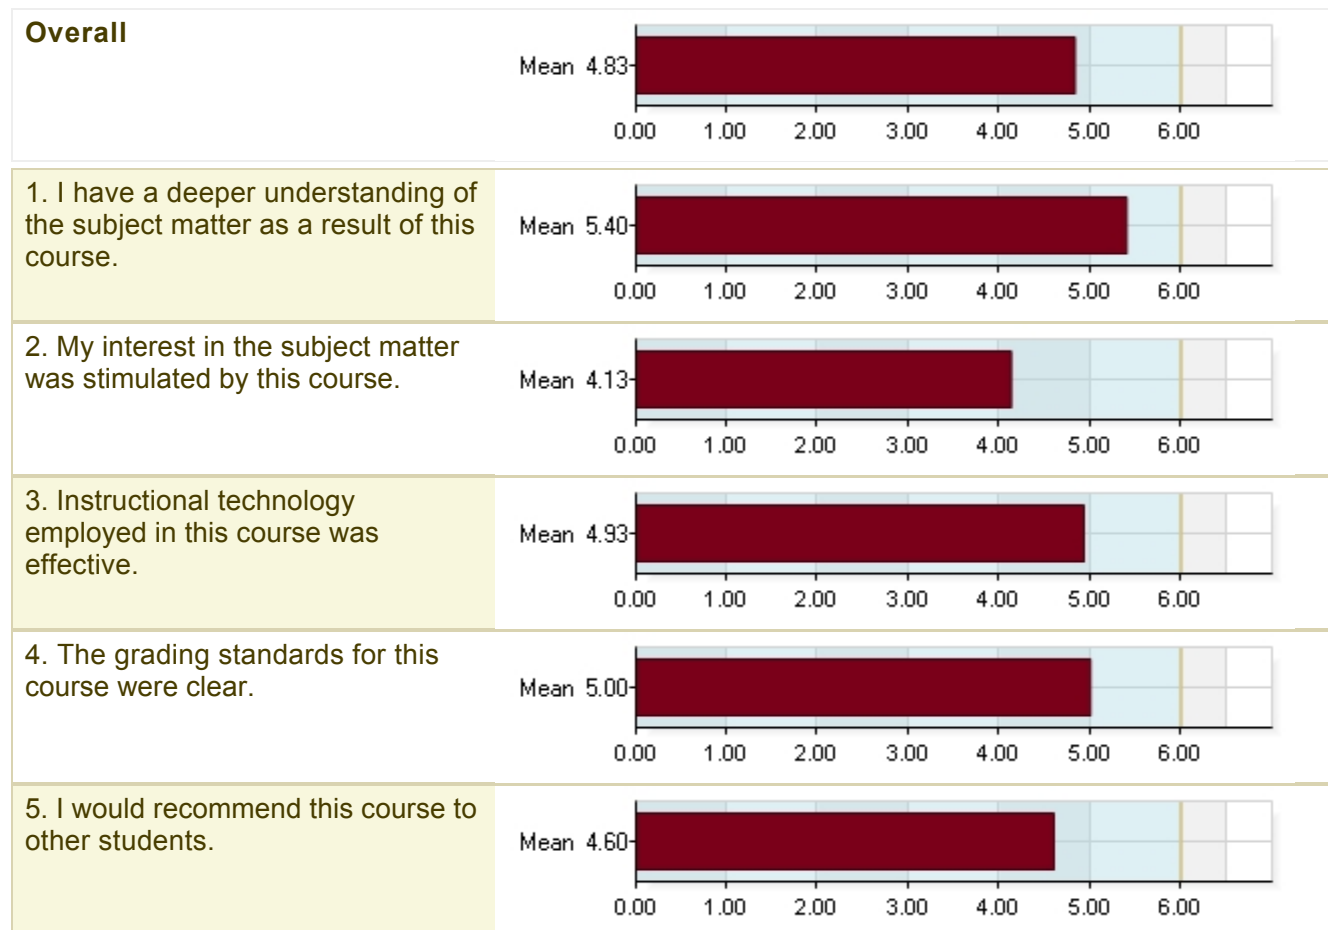 Overall
Mean 4.83
0.00 1.00 2.00 3.00 4.00 5.00 6.00
1. I have a deeper understanding of
the subject matter as a result of this
course.
Mean 5.40
0.00 1.00 2.00 3.00 4.00 5.00 6.00
2. My interest in the subject matter
was stimulated by this course.
Mean 4.13
0.00 1.00 2.00 3.00 4.00 5.00 6.00
3. Instructional technology
employed in this course was
effective.
Mean 4.93
0.00 1.00 2.00 3.00 4.00 5.00 6.00
4. The grading standards for this
course were clear.
Mean 5.00
0.00 1.00 2.00 3.00 4.00 5.00 6.00
5. I would recommend this course to
other students.
Mean 4.60
0.00 1.00 2.00 3.00 4.00 5.00 6.00